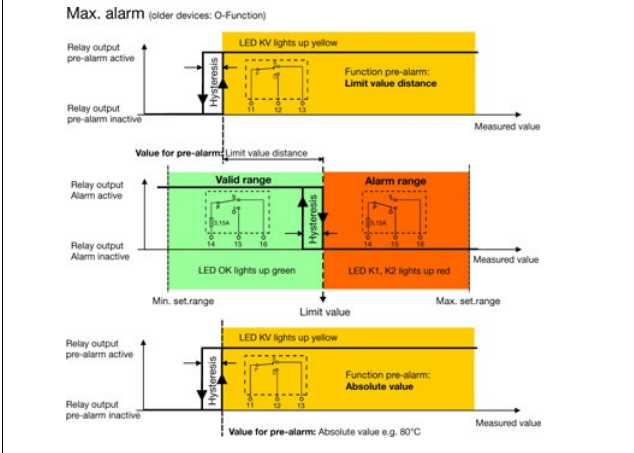 Max. alarm (older devices: O-Function)
LED KV lights up yellow
Relay output
pre-alarm active
Hysteresis
Function pre-alarm:
Limit value distance
Relay output
pre-alarm inactive
11 12 13
Measured value
Value for pre-alarm: Limit value distance
Valid range
Alarm range
Relay output
Alarm active
Hysteresis
3,15A
3,15A
14 15 16
14 15 16
Relay output
Alarm inactive
Measured value
LED OK lights up green
LED K1, K2 lights up red
Min. set.range
Max. set.range
Limit value
LED KV lights up yellow
Relay output
pre-alarm active
Hysteresis
Function pre-alarm:
Absolute value
Relay output
pre-alarm inactive
11 12 13
Measured value
Value for pre-alarm: Absolute value e.g. 80°C